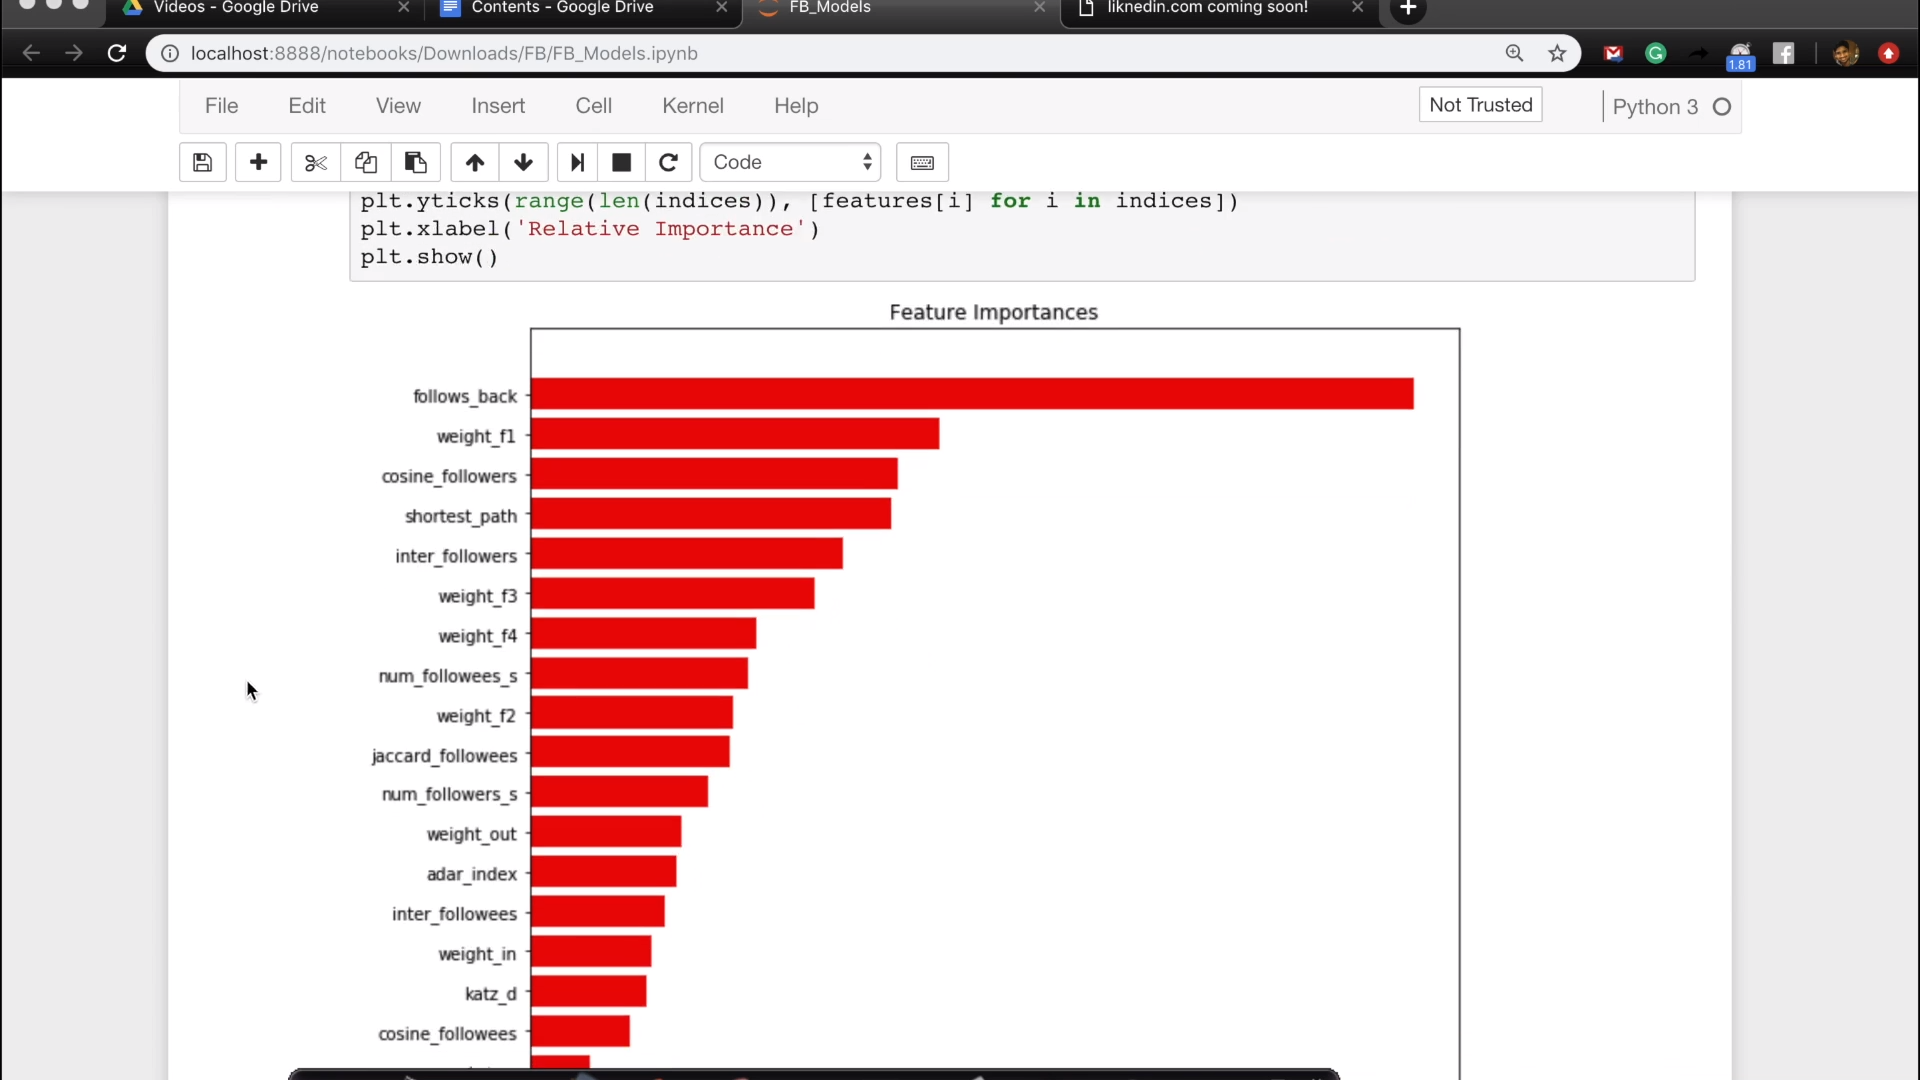 Videos - Google Drive
Contents - Google Drive
FB_Models
liknedin.com coming soon!
localhost:8888/notebooks/Downloads/FB/FB_Models.ipynb
1.81
File Edit View Insert Cell Kernel Help
Not Trusted
Python 3
Code
plt.yticks(range(len(indices)), [features[i] for i in indices])
plt.xlabel('Relative Importance')
plt.show()
Feature Importances
follows_back
weight_f1
cosine_followers
shortest_path
inter_followers
weight_f3
weight_f4
num_followees_s
weight_f2
jaccard_followees
num_followers_s
weight_out
adar_index
inter_followees
weight_in
katz_d
cosine_followees